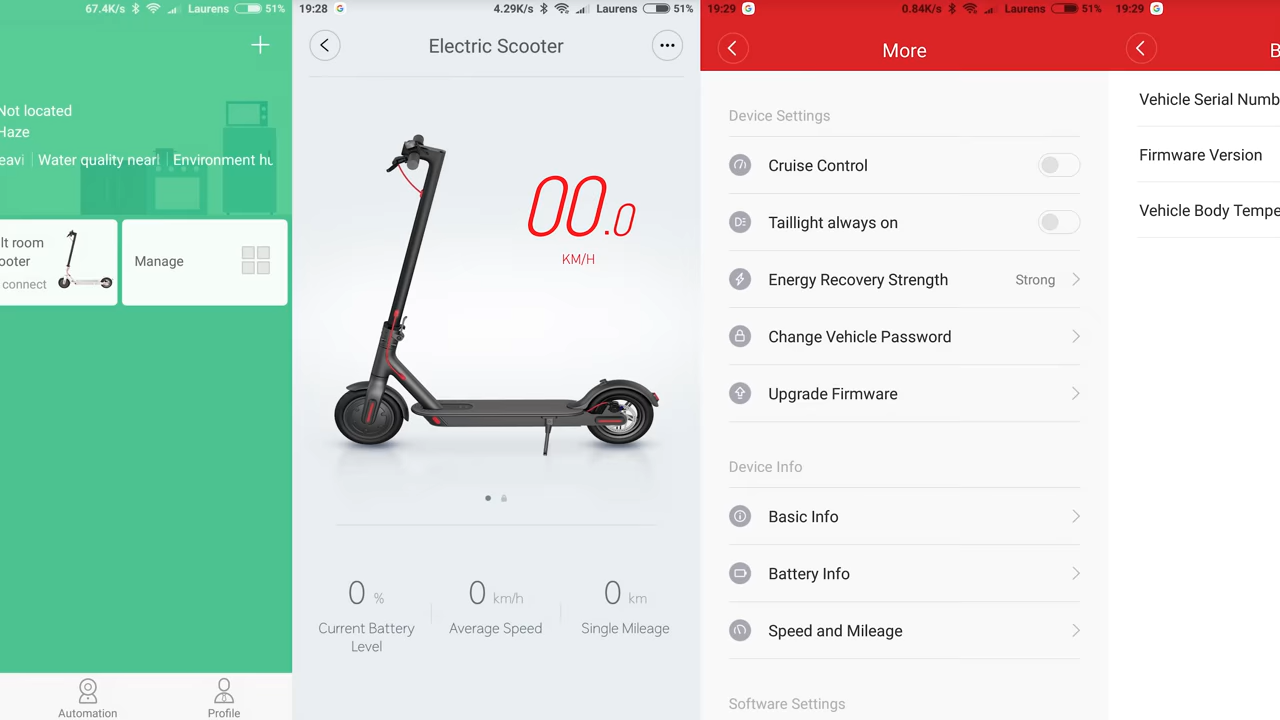 67.4K/s Laurens 51%
Not located
Haze
eavi Water quality near Environment hu
lt room
ooter
connect
Manage
Automation
Profile
19:28 G 4.29K/s Laurens 51%
Electric Scooter
00.0
KM/H
0 %
Current Battery
Level
0 km/h
Average Speed
0 km
Single Mileage
19:29 G 0.84K/s Laurens 51%
More
Device Settings
Cruise Control
Taillight always on
Energy Recovery Strength Strong
Change Vehicle Password
Upgrade Firmware
Device Info
Basic Info
Battery Info
Speed and Mileage
Software Settings
19:29 G
B
Vehicle Serial Numb
Firmware Version
Vehicle Body Tempe